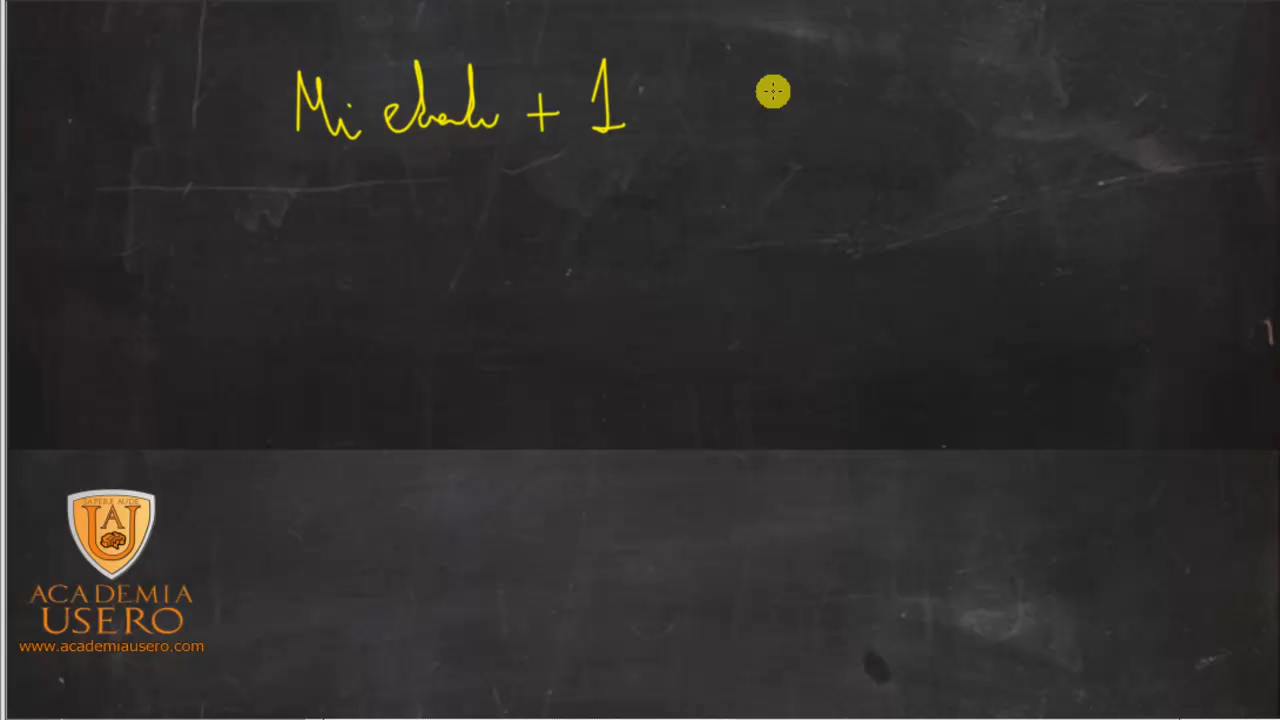 Mi edad + 1
SAPERE AUDE
AU
ACADEMIA
USERO
www.academiausero.com